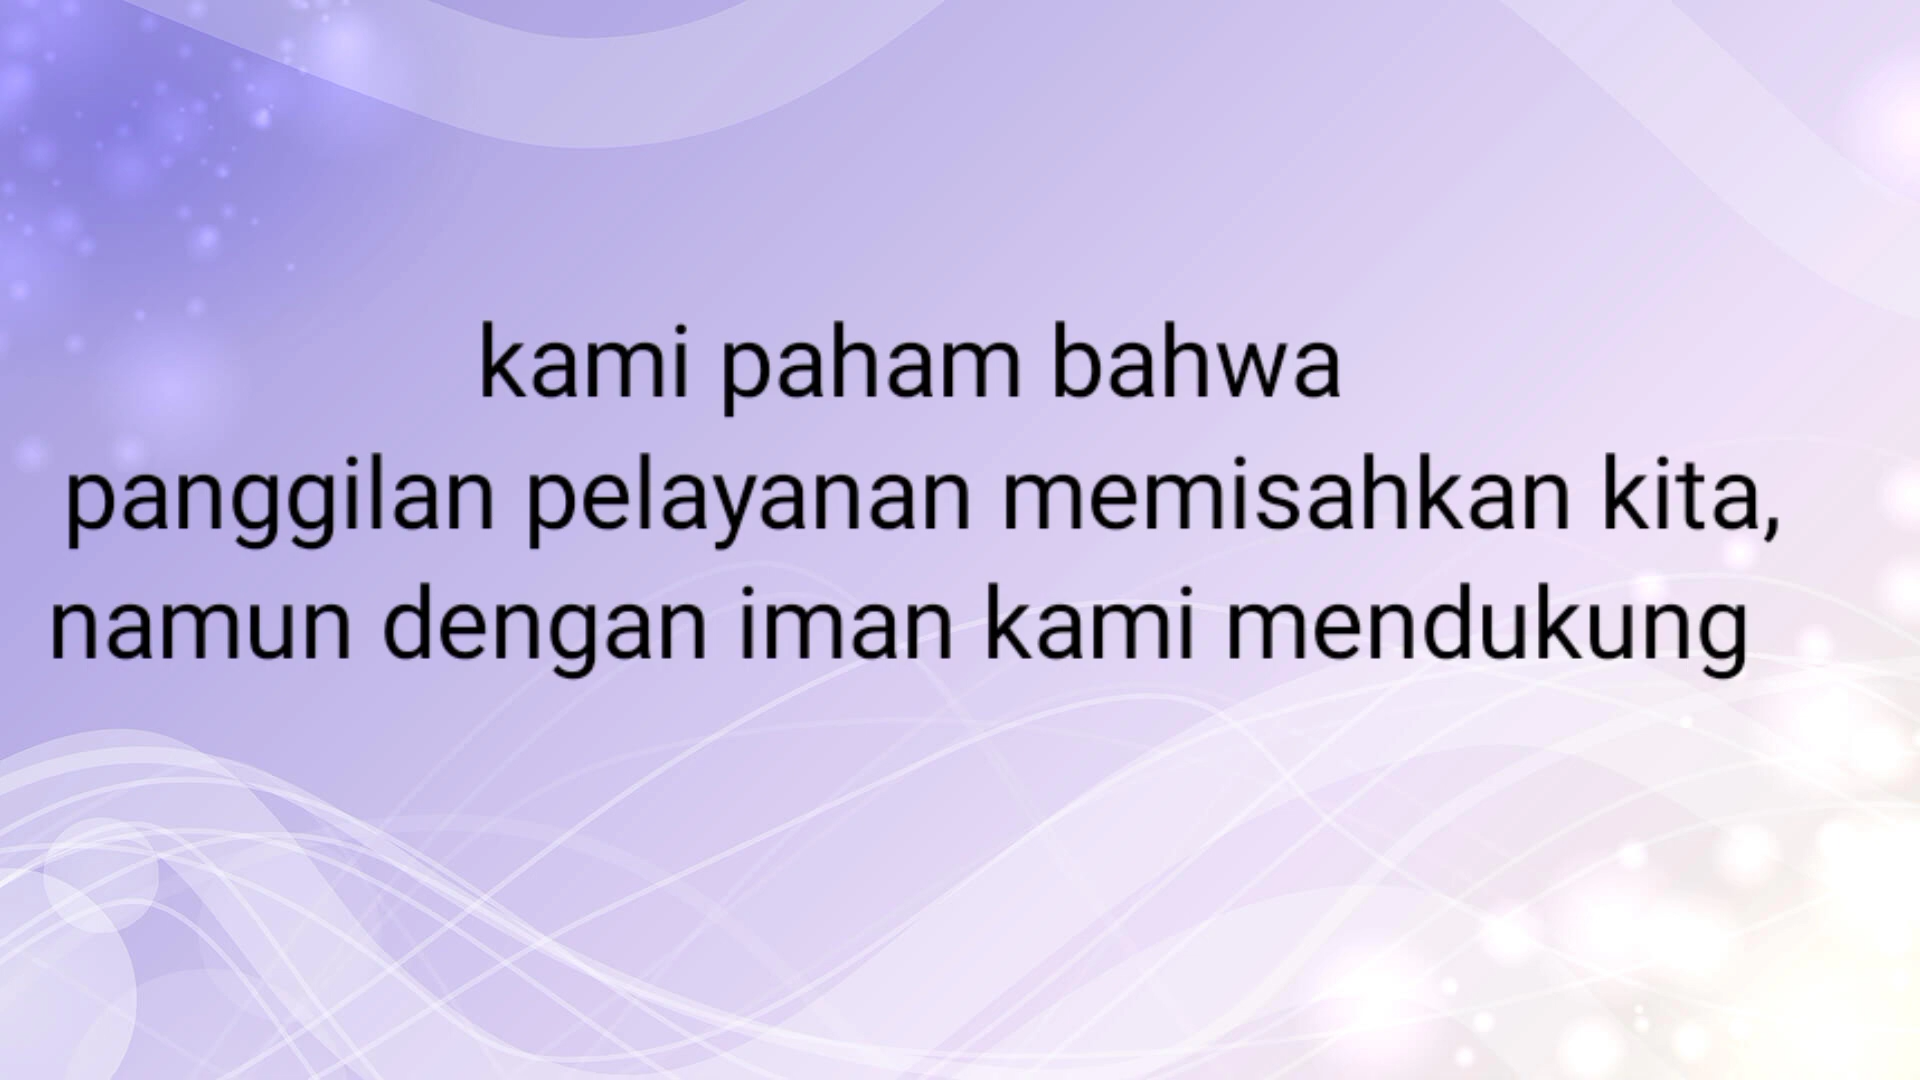 kami paham bahwa
panggilan pelayanan memisahkan kita,
namun dengan iman kami mendukung